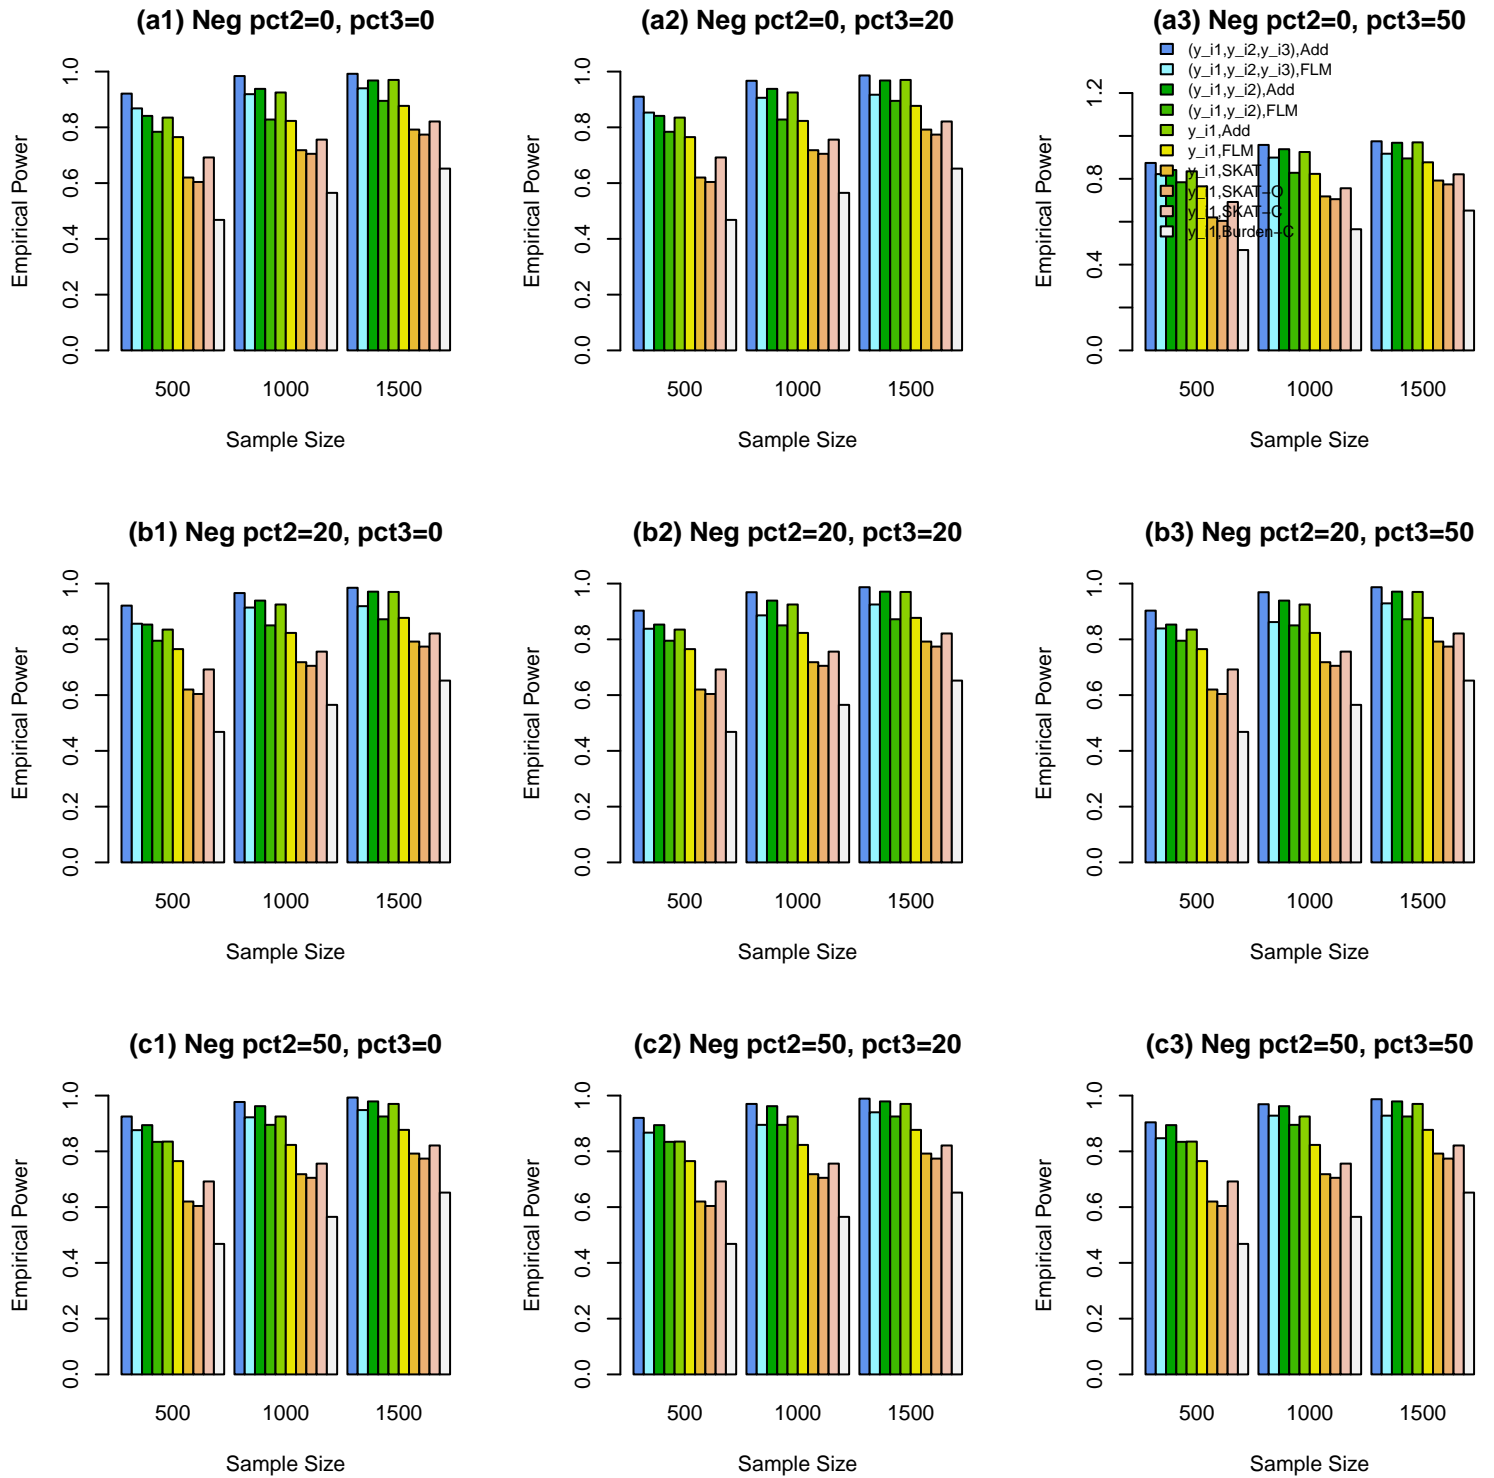 (a1) Neg pct2=0, pct3=0
Empirical Power
0.0 0.2 0.4 0.6 0.8 1.0
500 1000 1500
Sample Size
(a2) Neg pct2=0, pct3=20
Empirical Power
0.0 0.2 0.4 0.6 0.8 1.0
500 1000 1500
Sample Size
(a3) Neg pct2=0, pct3=50
(y_i1,y_i2,y_i3),Add
(y_i1,y_i2,y_i3),FLM
(y_i1,y_i2),Add
(y_i1,y_i2),FLM
y_i1,Add
y_i1,FLM
y_i1,SKAT
y_i1,SKAT−O
y_i1,SKAT−C
y_i1,Burden−C
Empirical Power
0.0 0.4 0.8 1.2
500 1000 1500
Sample Size
(b1) Neg pct2=20, pct3=0
Empirical Power
0.0 0.2 0.4 0.6 0.8 1.0
500 1000 1500
Sample Size
(b2) Neg pct2=20, pct3=20
Empirical Power
0.0 0.2 0.4 0.6 0.8 1.0
500 1000 1500
Sample Size
(b3) Neg pct2=20, pct3=50
Empirical Power
0.0 0.2 0.4 0.6 0.8 1.0
500 1000 1500
Sample Size
(c1) Neg pct2=50, pct3=0
Empirical Power
0.0 0.2 0.4 0.6 0.8 1.0
500 1000 1500
Sample Size
(c2) Neg pct2=50, pct3=20
Empirical Power
0.0 0.2 0.4 0.6 0.8 1.0
500 1000 1500
Sample Size
(c3) Neg pct2=50, pct3=50
Empirical Power
0.0 0.2 0.4 0.6 0.8 1.0
500 1000 1500
Sample Size